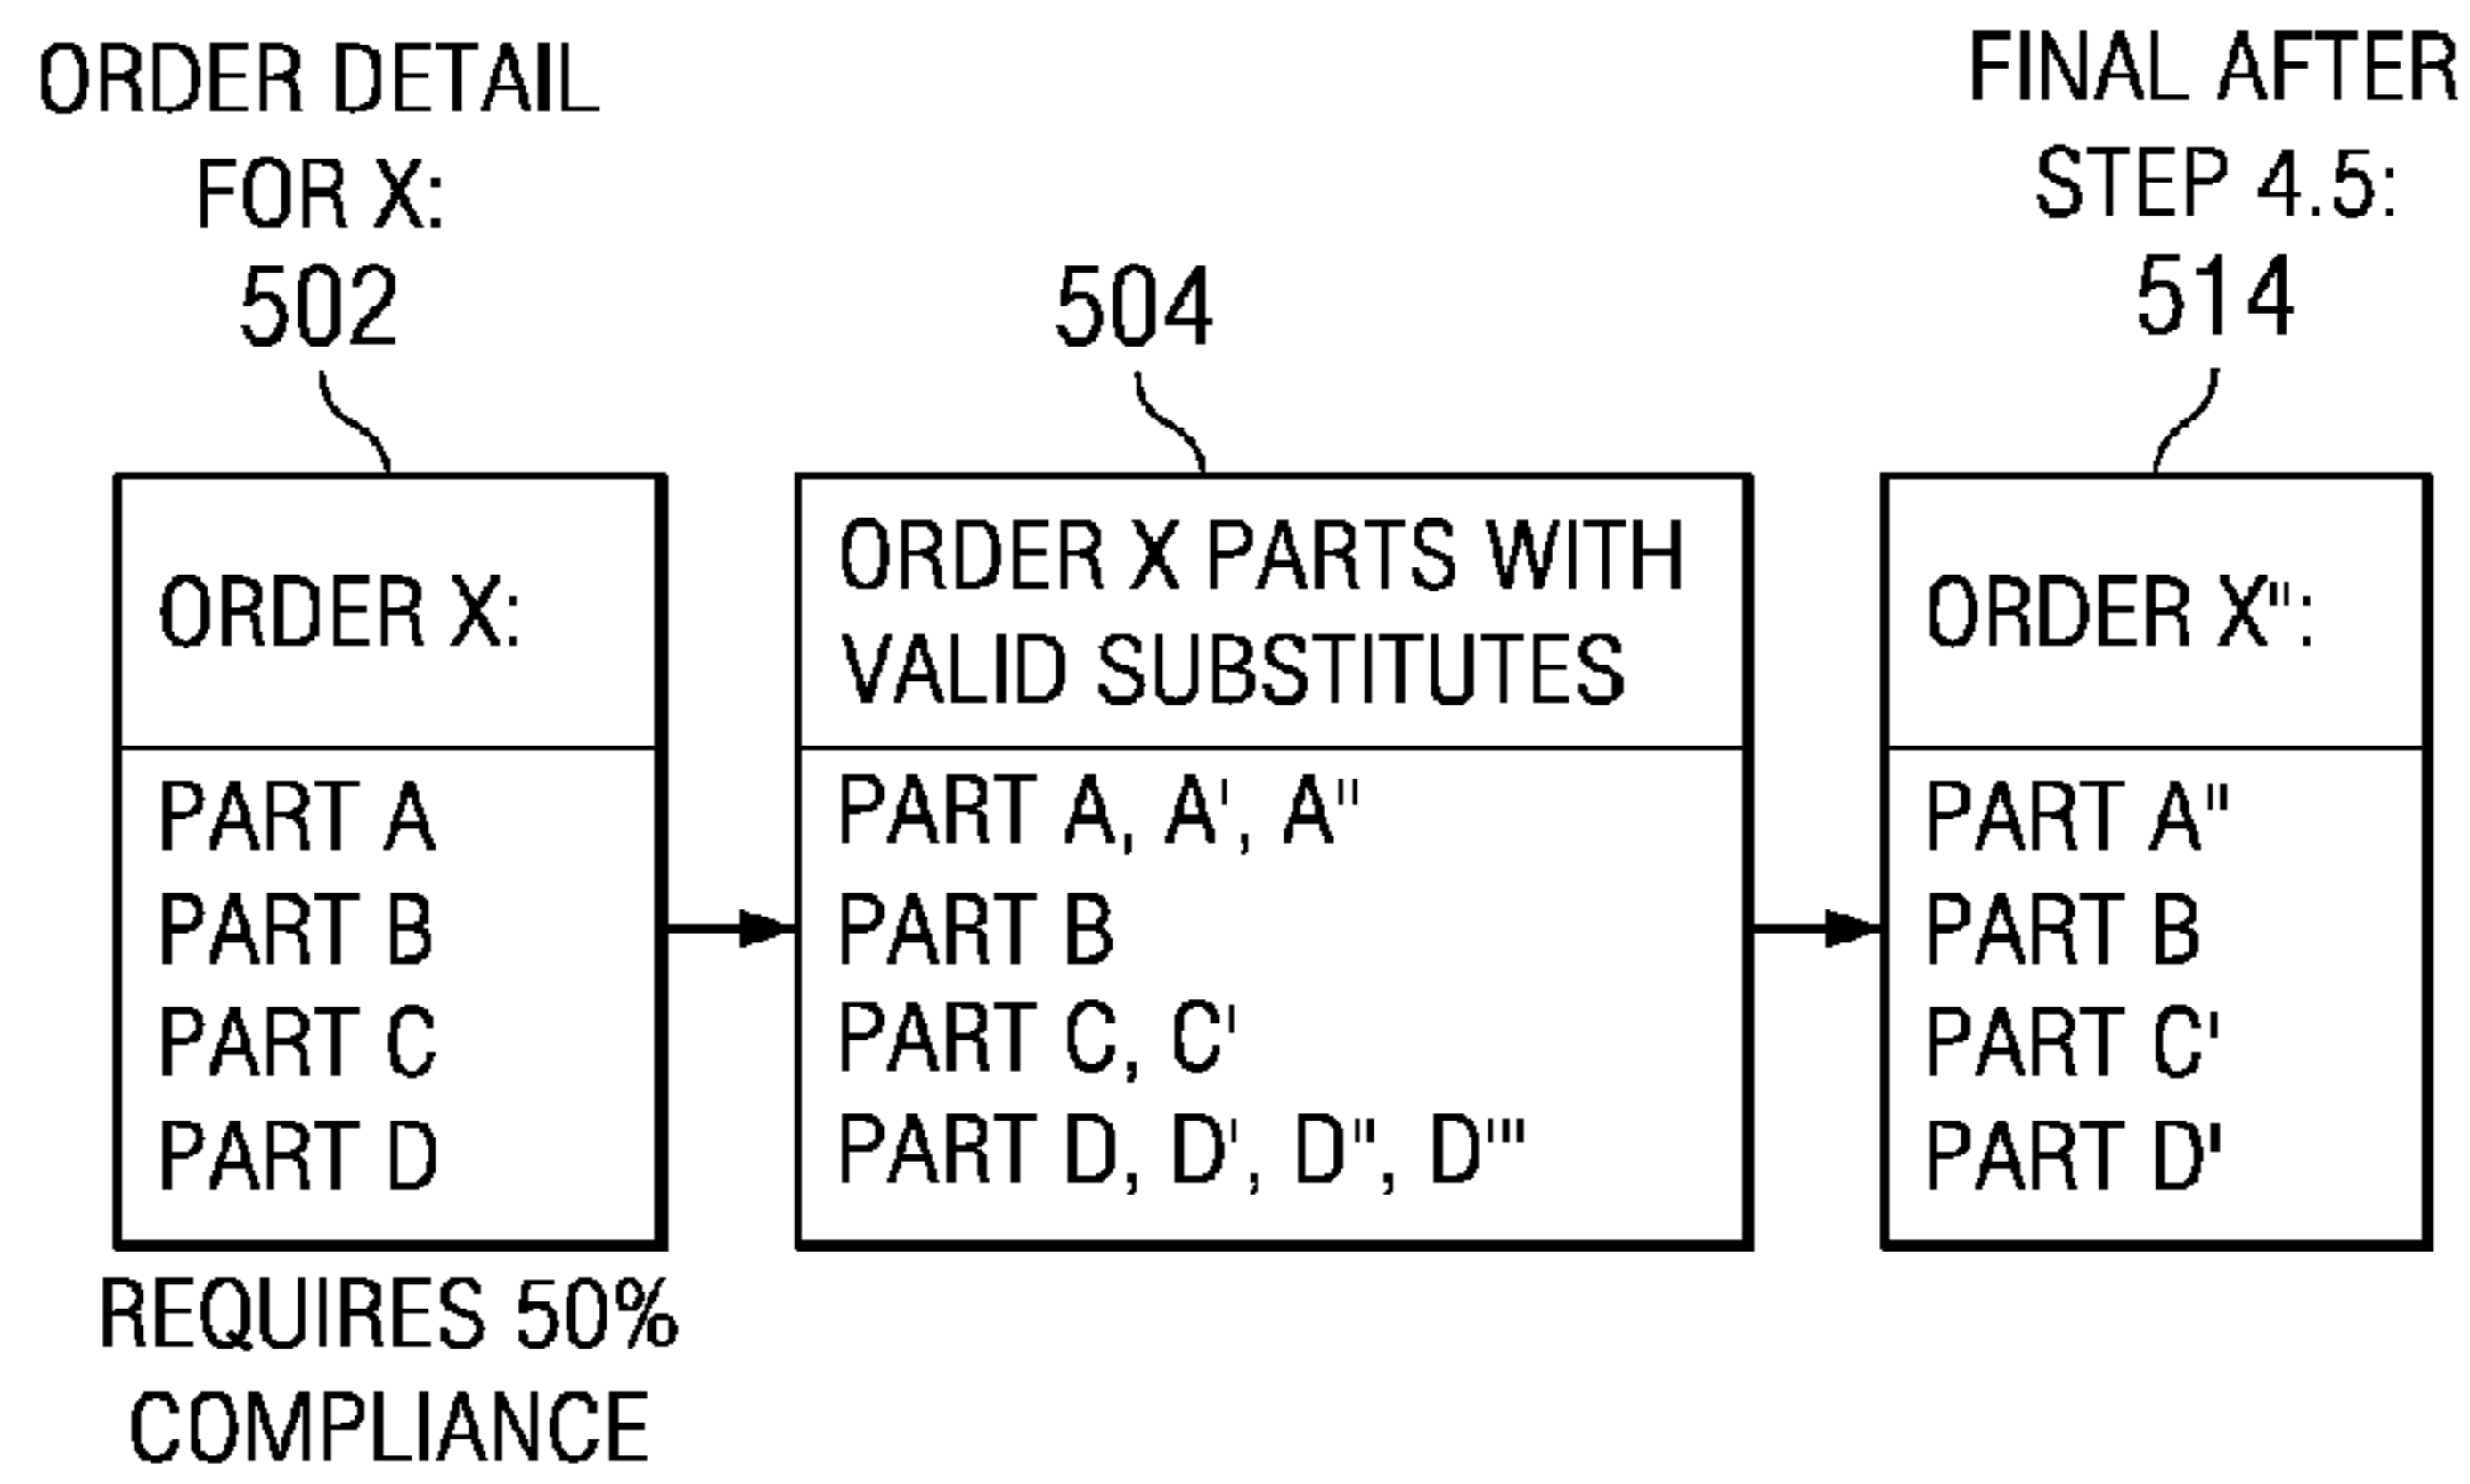 ORDER DETAIL
FOR X:
502
ORDER X:
PART A
PART B
PART C
PART D
REQUIRES 50%
COMPLIANCE
504
ORDER X PARTS WITH
VALID SUBSTITUTES
PART A, A', A"
PART B
PART C, C'
PART D, D', D", D'"
FINAL AFTER
STEP 4.5:
514
ORDER X":
PART A"
PART B
PART C'
PART D'